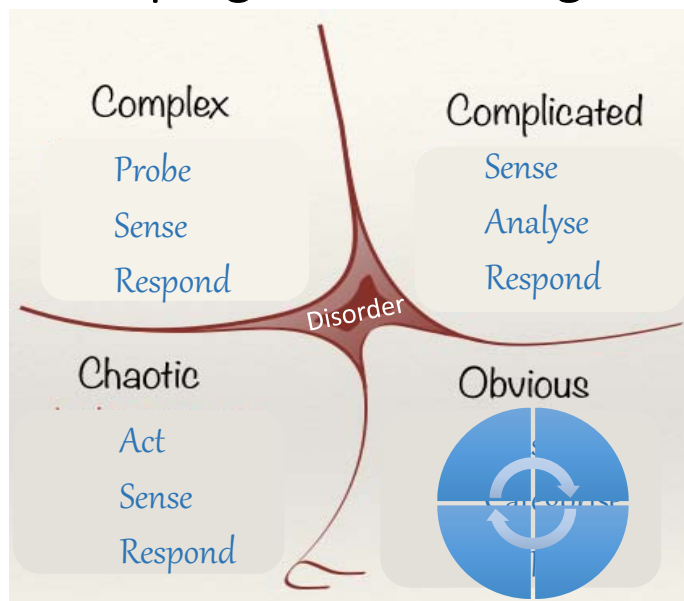 Complex
Probe
Sense
Respond
Complicated
Sense
Analyse
Respond
Disorder
Chaotic
Act
Sense
Respond
Obvious